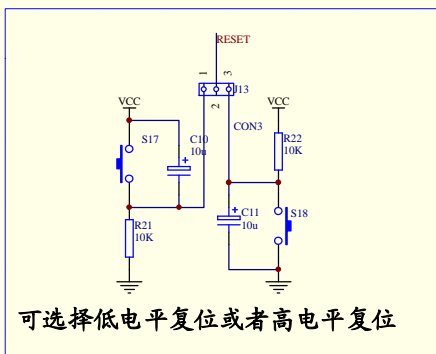 RESET
1
2
3
J13
CON3
VCC
S17
C10
10u
R21
10K
VCC
R22
10K
C11
10u
S18
可选择低电平复位或者高电平复位